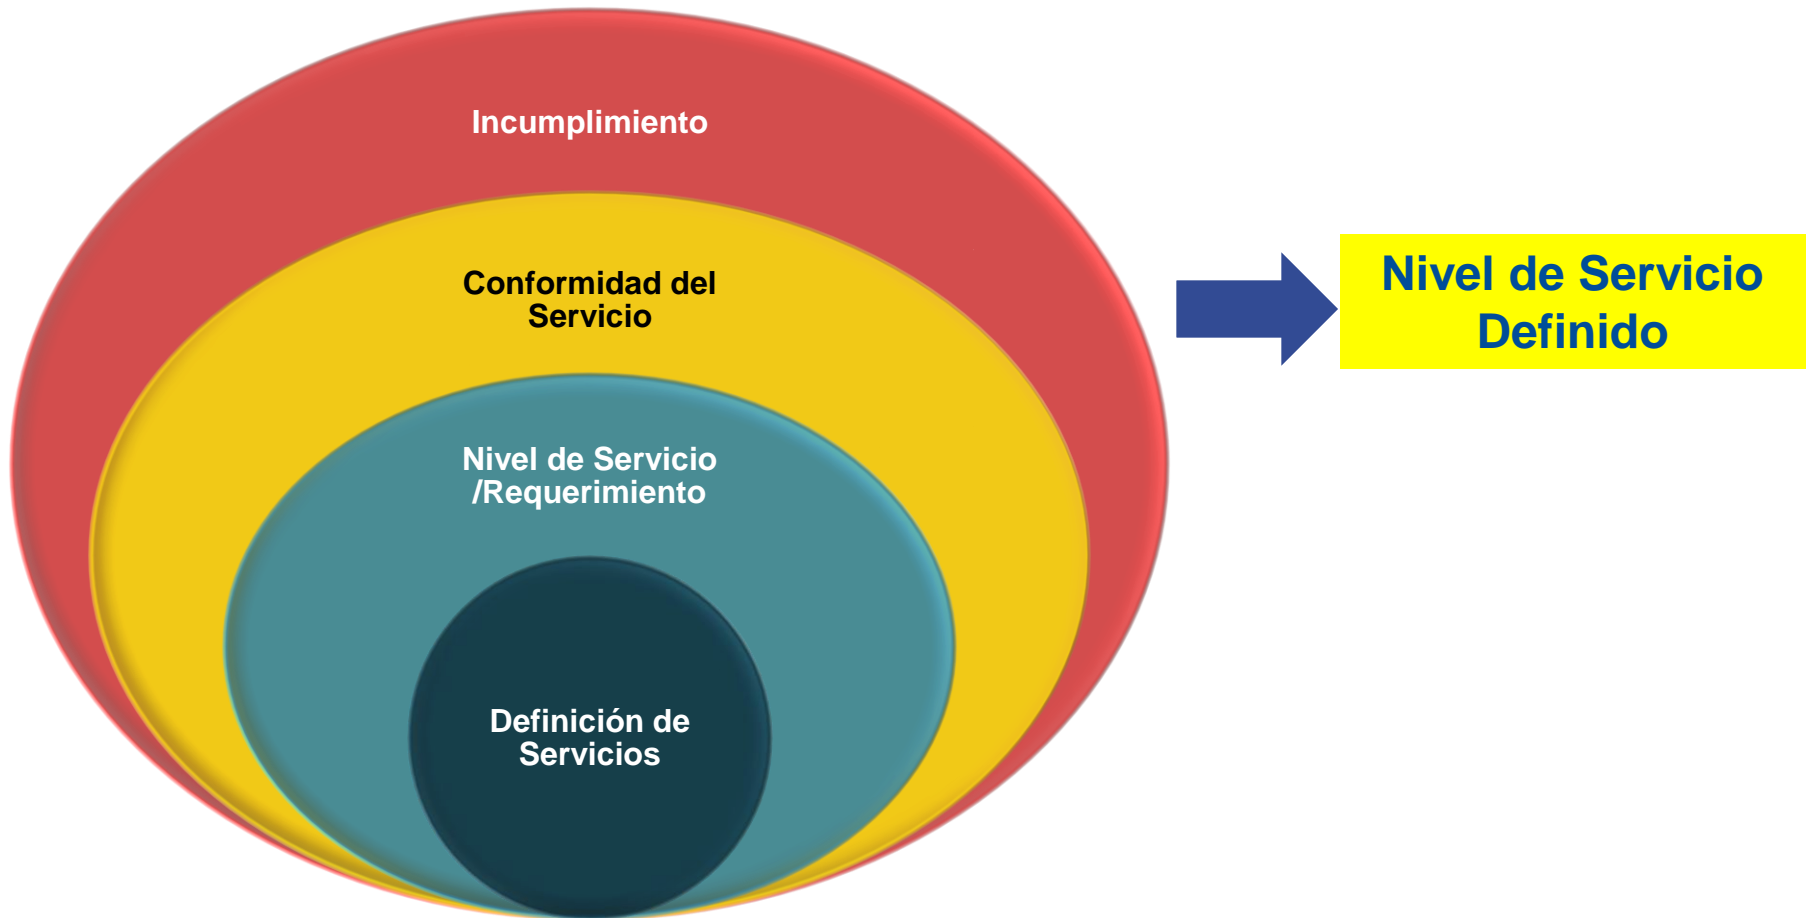 Incumplimiento
Conformidad del
Servicio
Nivel de Servicio
/Requerimiento
Definición de
Servicios
Nivel de Servicio
Definido